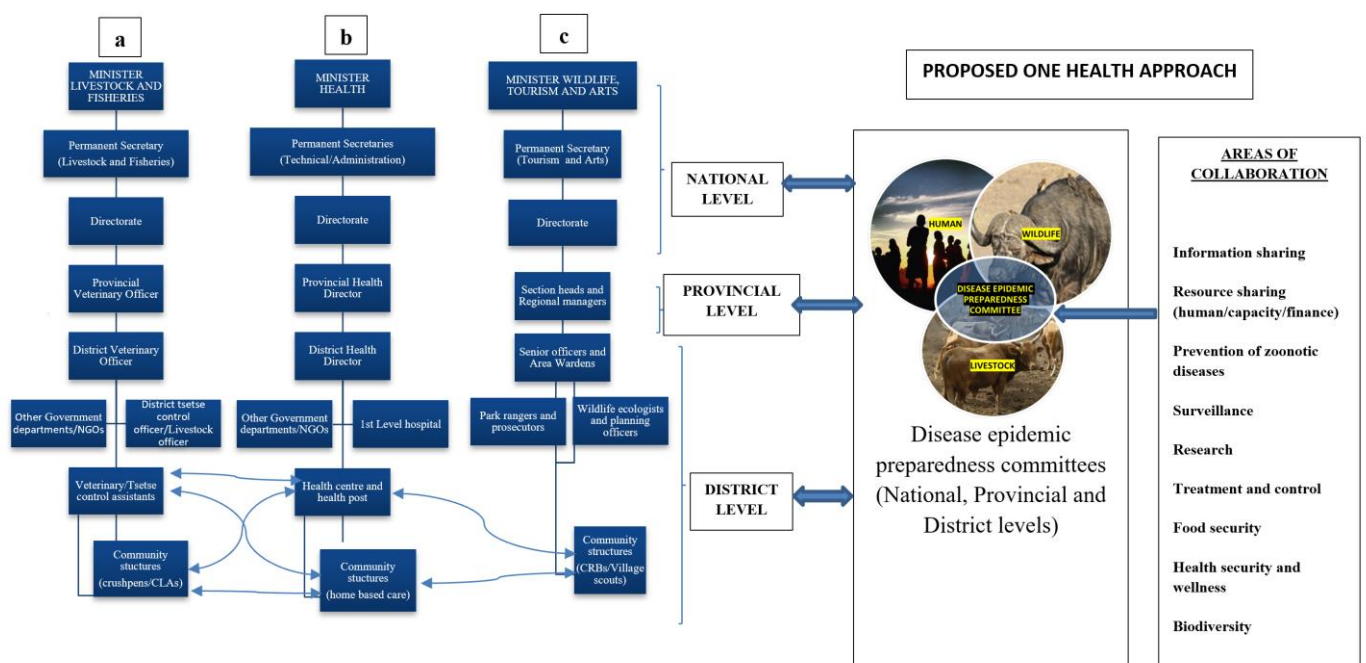 a
MINISTER
LIVESTOCK AND
FISHERIES
Permanent Secretary
(Livestock and Fisheries)
Directorate
Provincial
Veterinary Officer
District Veterinary
Officer
Other Government
departments/NGOs
District tsetse
control
officer/Livestock
officer
Veterinary/Tsetse
control assistants
Community
stuctures
(crushpens/CLAs)
b
MINISTER
HEALTH
Permanent Secretaries
(Technical/Administration)
Directorate
Provincial Health
Director
District Health
Director
Other Government
departments/NGOs
1st Level hospital
Health centre and
health post
Community
stuctures
(home based care)
c
MINISTER WILDLIFE,
TOURISM AND ARTS
Permanent Secretary
(Tourism and Arts)
Directorate
Section heads and
Regional managers
Senior officers and
Area Wardens
Park rangers and
prosecutors
Wildlife ecologists
and planning
officers
Community
structures
(CRBs/Village
scouts)
NATIONAL
LEVEL
PROVINCIAL
LEVEL
DISTRICT
LEVEL
PROPOSED ONE HEALTH APPROACH
HUMAN
WILDLIFE
DISEASE EPIDEMIC
PREPAREDNESS
COMMITTEE
LIVESTOCK
Disease epidemic
preparedness committees
(National, Provincial and
District levels)
AREAS OF
COLLABORATION
Information sharing
Resource sharing
(human/capacity/finance)
Prevention of zoonotic
diseases
Surveillance
Research
Treatment and control
Food security
Health security and
wellness
Biodiversity